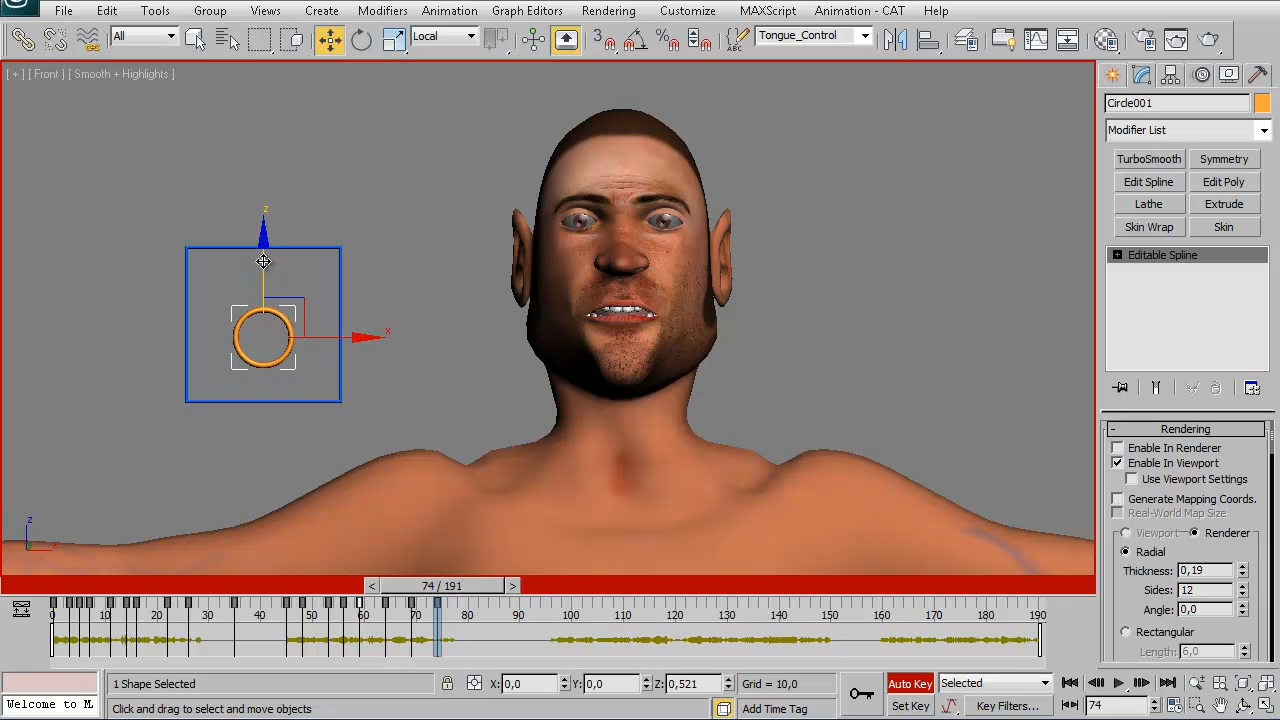 File Edit Tools Group Views Create Modifiers Animation Graph Editors Rendering Customize MAXScript Animation - CAT Help
All Local 3 ABC Tongue_Control
[ + ] [ Front ] [ Smooth + Highlights ]
Circle001
Modifier List
TurboSmooth Symmetry
Edit Spline Edit Poly
Lathe Extrude
Skin Wrap Skin
Editable Spline
z
x
Rendering
Enable In Renderer
Enable In Viewport
Use Viewport Settings
Generate Mapping Coords.
Real-World Map Size
Viewport Renderer
Radial
Thickness: 0,19
Sides: 12
Angle: 0,0
Rectangular
Length: 6,0
z
< 74 / 191 >
0 10 20 30 40 50 60 70 80 90 100 110 120 130 140 150 160 170 180 190
1 Shape Selected X: 0,0 Y: 0,0 Z: 0,521 Grid = 10,0 Auto Key Selected
Welcome to M. Click and drag to select and move objects Add Time Tag Set Key Key Filters... 74